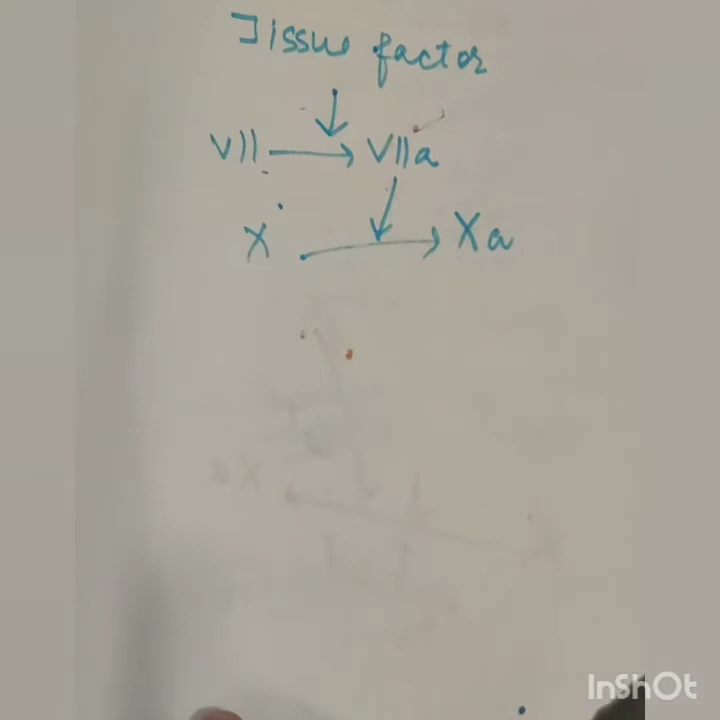 Tissue factor
VII → VIIa
X → Xa
InShOt